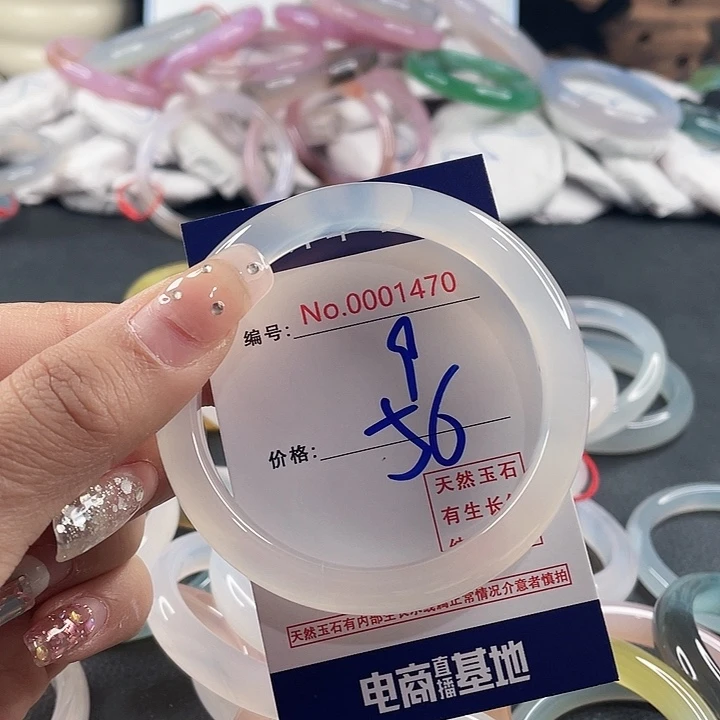 编号: No.0001470
9
价格: 56
天然玉石
有生长
天然玉石有内部生长水或属正常情况介意者慎拍
电商直播基地